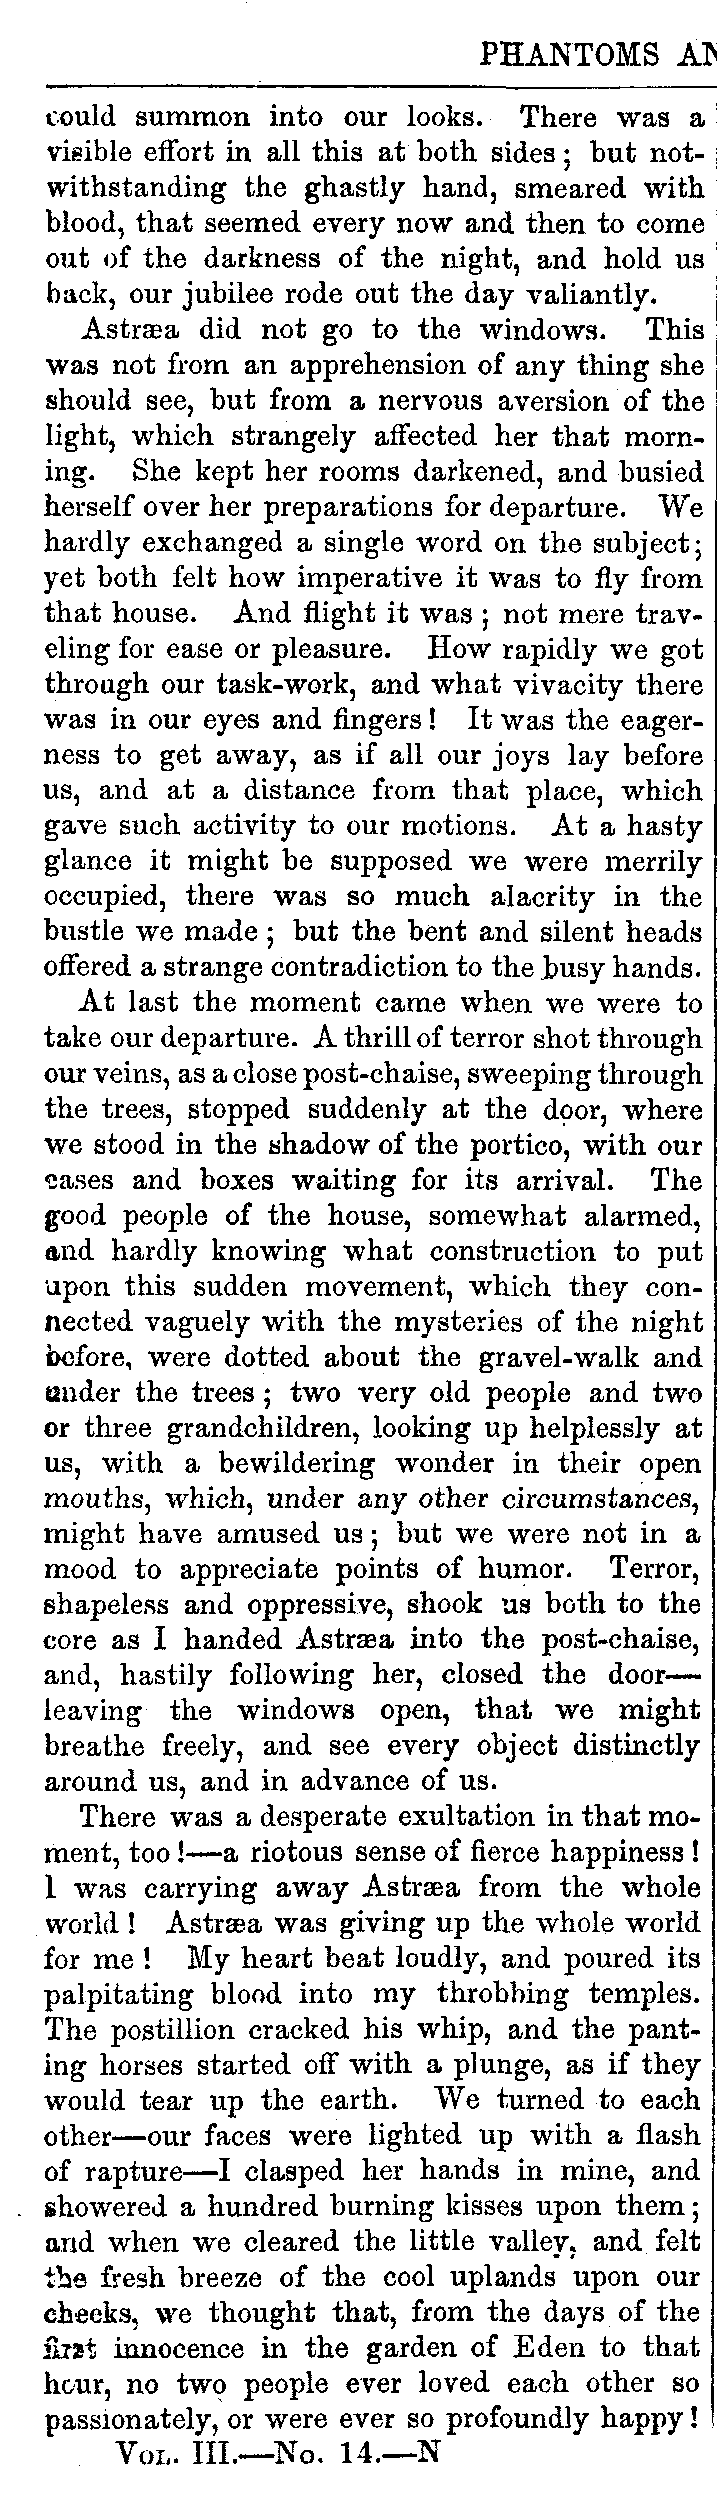 PHANTOMS AN
could summon into our looks. There was a
visible effort in all this at both sides; but not-
withstanding the ghastly hand, smeared with
blood, that seemed every now and then to come
out of the darkness of the night, and hold us
back, our jubilee rode out the day valiantly.
Astræa did not go to the windows. This
was not from an apprehension of any thing she
should see, but from a nervous aversion of the
light, which strangely affected her that morn-
ing. She kept her rooms darkened, and busied
herself over her preparations for departure. We
hardly exchanged a single word on the subject;
yet both felt how imperative it was to fly from
that house. And flight it was; not mere trav-
eling for ease or pleasure. How rapidly we got
through our task-work, and what vivacity there
was in our eyes and fingers! It was the eager-
ness to get away, as if all our joys lay before
us, and at a distance from that place, which
gave such activity to our motions. At a hasty
glance it might be supposed we were merrily
occupied, there was so much alacrity in the
bustle we made; but the bent and silent heads
offered a strange contradiction to the busy hands.
At last the moment came when we were to
take our departure. A thrill of terror shot through
our veins, as a close post-chaise, sweeping through
the trees, stopped suddenly at the door, where
we stood in the shadow of the portico, with our
cases and boxes waiting for its arrival. The
good people of the house, somewhat alarmed,
and hardly knowing what construction to put
upon this sudden movement, which they con-
nected vaguely with the mysteries of the night
before, were dotted about the gravel-walk and
under the trees; two very old people and two
or three grandchildren, looking up helplessly at
us, with a bewildering wonder in their open
mouths, which, under any other circumstances,
might have amused us; but we were not in a
mood to appreciate points of humor. Terror,
shapeless and oppressive, shook us both to the
core as I handed Astræa into the post-chaise,
and, hastily following her, closed the door—
leaving the windows open, that we might
breathe freely, and see every object distinctly
around us, and in advance of us.
There was a desperate exultation in that mo-
ment, too!—a riotous sense of fierce happiness!
I was carrying away Astræa from the whole
world! Astræa was giving up the whole world
for me! My heart beat loudly, and poured its
palpitating blood into my throbbing temples.
The postillion cracked his whip, and the pant-
ing horses started off with a plunge, as if they
would tear up the earth. We turned to each
other—our faces were lighted up with a flash
of rapture—I clasped her hands in mine, and
showered a hundred burning kisses upon them;
and when we cleared the little valley, and felt
the fresh breeze of the cool uplands upon our
cheeks, we thought that, from the days of the
first innocence in the garden of Eden to that
hour, no two people ever loved each other so
passionately, or were ever so profoundly happy!
VOL. III.—No. 14.—N